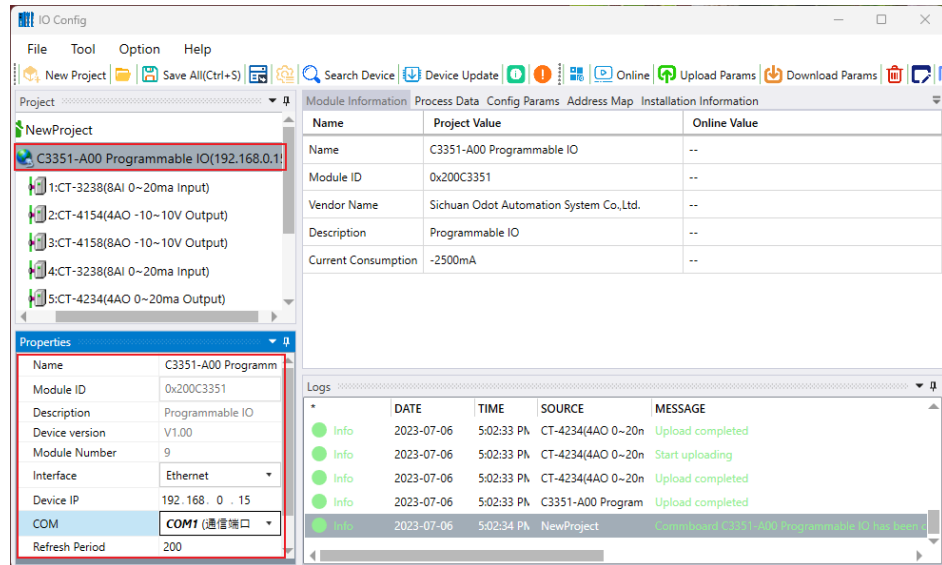 IO Config
File Tool Option Help
New Project Save All(Ctrl+S) Search Device Device Update Online Upload Params Download Params
Project
NewProject
C3351-A00 Programmable IO(192.168.0.15
1:CT-3238(8AI 0~20ma Input)
2:CT-4154(4AO -10~10V Output)
3:CT-4158(8AO -10~10V Output)
4:CT-3238(8AI 0~20ma Input)
5:CT-4234(4AO 0~20ma Output)
Module Information Process Data Config Params Address Map Installation Information
Name Project Value Online Value
Name C3351-A00 Programmable IO --
Module ID 0x200C3351 --
Vendor Name Sichuan Odot Automation System Co.,Ltd. --
Description Programmable IO --
Current Consumption -2500mA --
Properties
Name C3351-A00 Programm
Module ID 0x200C3351
Description Programmable IO
Device version V1.00
Module Number 9
Interface Ethernet
Device IP 192.168. 0 . 15
COM COM1 (通信端口
Refresh Period 200
Logs
* DATE TIME SOURCE MESSAGE
Info 2023-07-06 5:02:33 PM CT-4234(4AO 0~20n Upload completed
Info 2023-07-06 5:02:33 PM CT-4234(4AO 0~20n Start uploading
Info 2023-07-06 5:02:33 PM CT-4234(4AO 0~20n Upload completed
Info 2023-07-06 5:02:33 PM C3351-A00 Program Upload completed
Info 2023-07-06 5:02:34 PM NewProject Commboard C3351-A00 Programmable IO has been